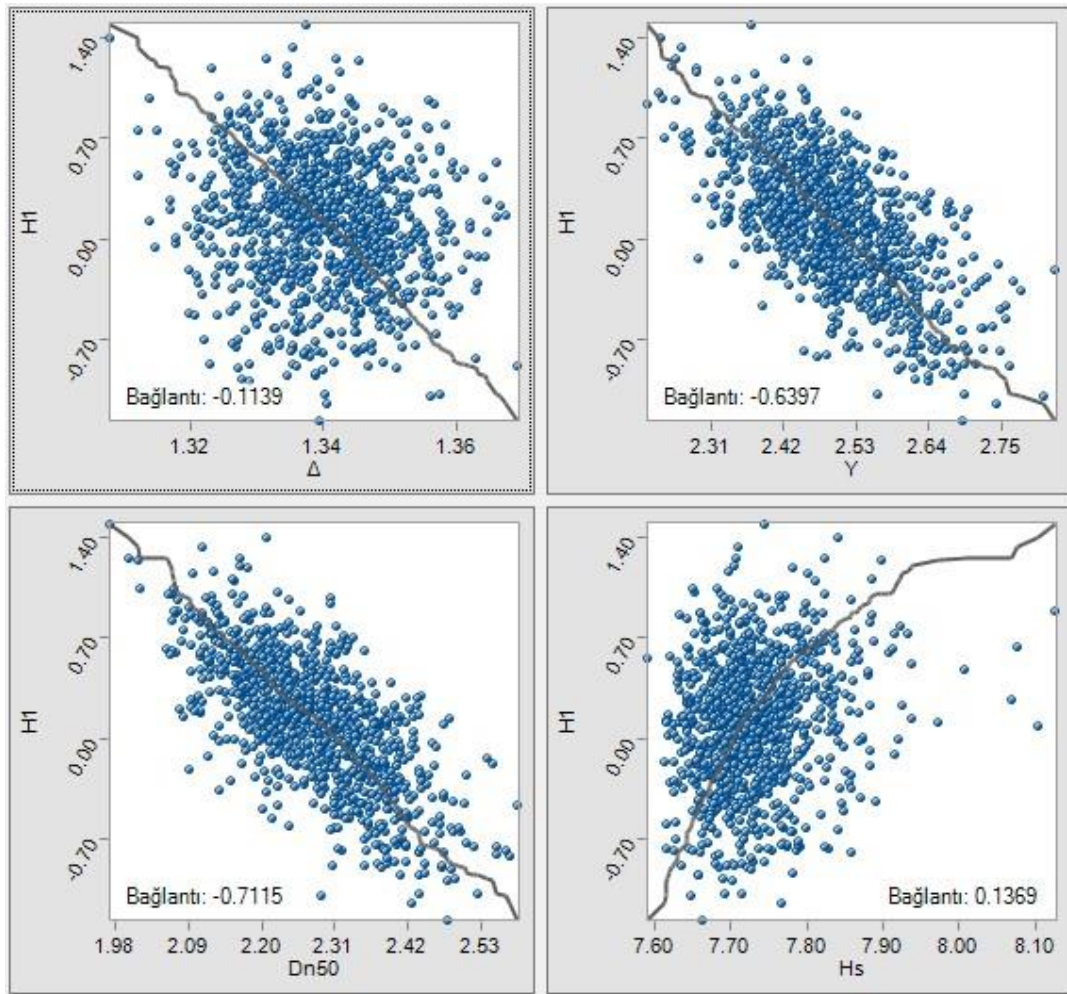 1.40
0.70
0.00
-0.70
H1
Bağlantı: -0.1139
1.32 1.34 1.36
Δ
1.40
0.70
0.00
-0.70
H1
Bağlantı: -0.6397
2.31 2.42 2.53 2.64 2.75
Y
1.40
0.70
0.00
-0.70
H1
Bağlantı: -0.7115
1.98 2.09 2.20 2.31 2.42 2.53
Dn50
1.40
0.70
0.00
-0.70
H1
Bağlantı: 0.1369
7.60 7.70 7.80 7.90 8.00 8.10
Hs